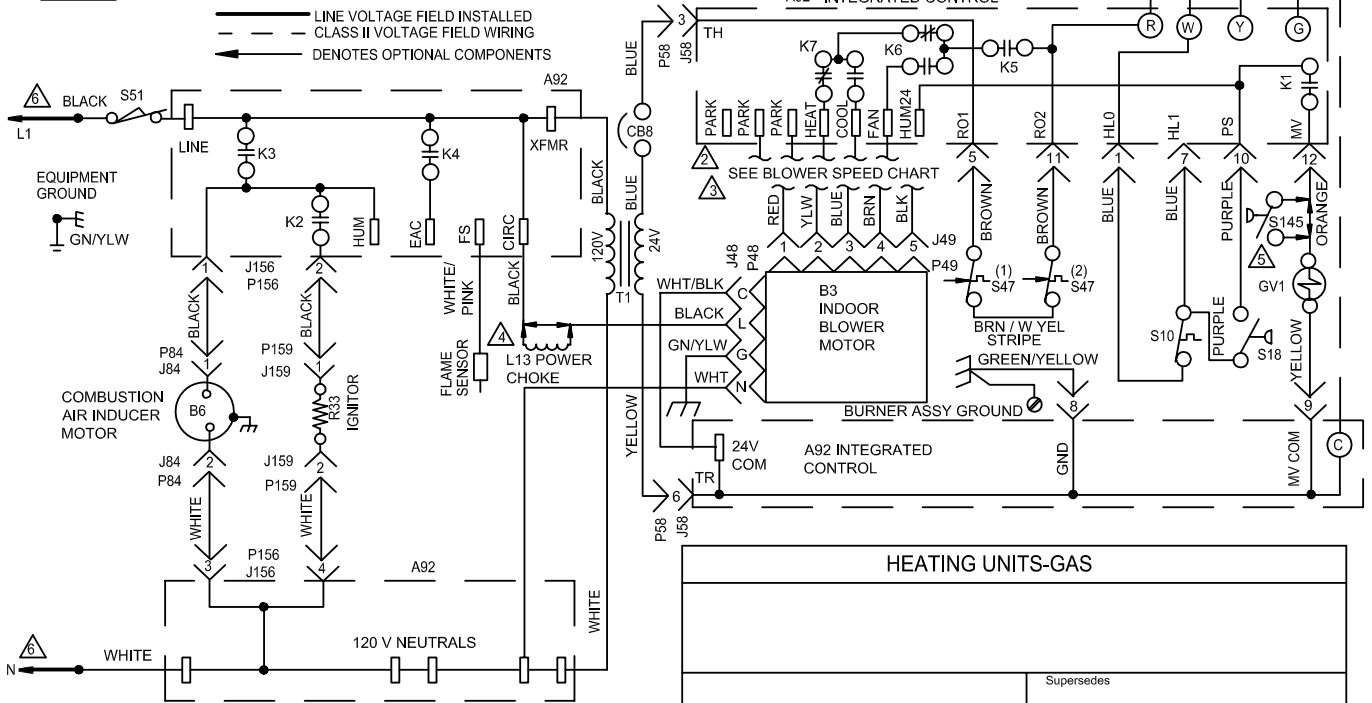 LINE VOLTAGE FIELD INSTALLED
CLASS II VOLTAGE FIELD WIRING
DENOTES OPTIONAL COMPONENTS
INTEGRATED CONTROL
3
P58
J58
TH
BLUE
K7
K6
K5
R
W
Y
G
K1
6
BLACK
S51
A92
L1
LINE
K3
K4
XFMR
CB8
PARK
PARK
PARK
HEAT
COOL
FAN
HUM24
RO1
RO2
HL0
HL1
PS
MV
2
3
5
11
1
7
10
12
SEE BLOWER SPEED CHART
EQUIPMENT
GROUND
GN/YLW
K2
HUM
EAC
FS
CIRC
BLACK
BLUE
120V
24V
T1
RED
YLW
BLUE
BRN
BLK
1
2
3
4
5
J49
P49
J48
P48
BROWN
BROWN
BLUE
BLUE
PURPLE
ORANGE
S145
5
GV1
1
J156
2
P156
BLACK
BLACK
WHITE/
PINK
BLACK
4
L13 POWER
CHOKE
FLAME
SENSOR
WHT/BLK
C
BLACK
L
GN/YLW
G
WHT
N
B3
INDOOR
BLOWER
MOTOR
(1)
S47
(2)
S47
BRN / W YEL
STRIPE
S10
PURPLE
S18
YELLOW
GREEN/YELLOW
BURNER ASSY GROUND
8
9
P84
J84
1
P159
J159
1
COMBUSTION
AIR INDUCER
MOTOR
B6
R33
IGNITOR
J84
P84
2
J159
P159
2
YELLOW
24V
COM
A92 INTEGRATED
CONTROL
GND
MV COM
C
TR
6
P58
J58
WHITE
WHITE
P156
J156
3
4
A92
WHITE
6
N
WHITE
120 V NEUTRALS
HEATING UNITS-GAS
Supersedes